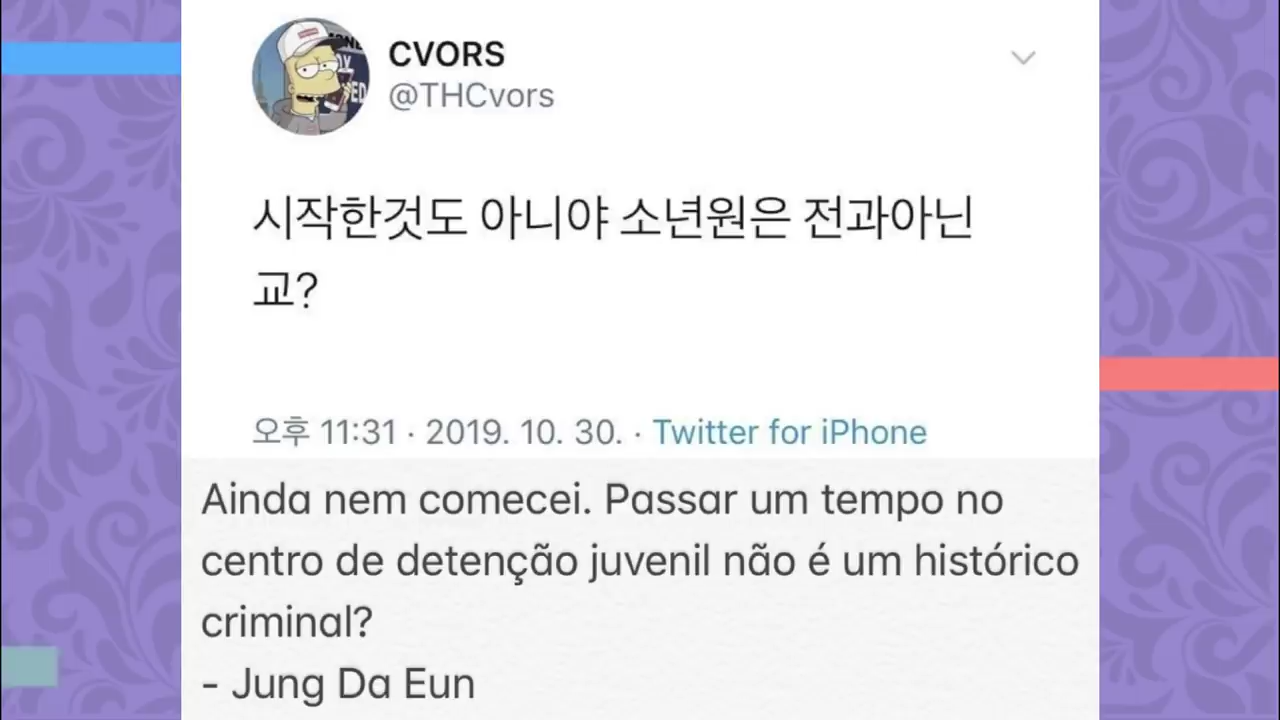 CVORS
@THCvors
시작한것도 아니야 소년원은 전과아닌
교?
오후 11:31 · 2019. 10. 30. · Twitter for iPhone
Ainda nem comecei. Passar um tempo no
centro de detenção juvenil não é um histórico
criminal?
- Jung Da Eun